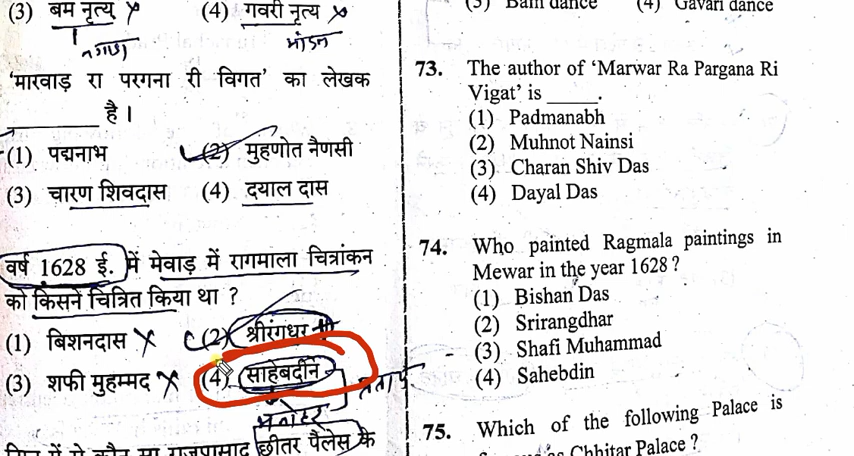 (3) बम नृत्य (4) गवरी नृत्य
'मारवाड़ रा परगना री विगत' का लेखक
________ है।
(1) पद्मनाभ (2) मुहणोत नैणसी
(3) चारण शिवदास (4) दयाल दास
वर्ष 1628 ई. में मेवाड़ में रागमाला चित्रांकन
को किसने चित्रित किया था ?
(1) बिशनदास (2) श्रीरंगधर
(3) शफी मुहम्मद (4) साहेबदीन
छीतर पैलेस के
(3) Bam dance (4) Gavari dance
73. The author of 'Marwar Ra Pargana Ri
Vigat' is _____.
(1) Padmanabh
(2) Muhnot Nainsi
(3) Charan Shiv Das
(4) Dayal Das
74. Who painted Ragmala paintings in
Mewar in the year 1628 ?
(1) Bishan Das
(2) Srirangdhar
(3) Shafi Muhammad
(4) Sahebdin
75. Which of the following Palace is
as Chhitar Palace ?